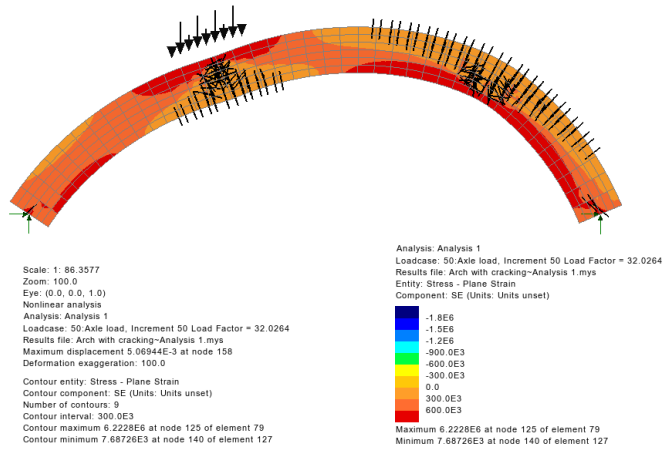 Scale: 1: 86.3577
Zoom: 100.0
Eye: (0.0, 0.0, 1.0)
Nonlinear analysis
Analysis: Analysis 1
Loadcase: 50:Axle load, Increment 50 Load Factor = 32.0264
Results file: Arch with cracking~Analysis 1.mys
Maximum displacement 5.06944E-3 at node 158
Deformation exaggeration: 100.0
Contour entity: Stress - Plane Strain
Contour component: SE (Units: Units unset)
Number of contours: 9
Contour interval: 300.0E3
Contour maximum 6.2228E6 at node 125 of element 79
Contour minimum 7.68726E3 at node 140 of element 127
Analysis: Analysis 1
Loadcase: 50:Axle load, Increment 50 Load Factor = 32.0264
Results file: Arch with cracking~Analysis 1.mys
Entity: Stress - Plane Strain
Component: SE (Units: Units unset)
-1.8E6
-1.5E6
-1.2E6
-900.0E3
-600.0E3
-300.0E3
0.0
300.0E3
600.0E3
Maximum 6.2228E6 at node 125 of element 79
Minimum 7.68726E3 at node 140 of element 127